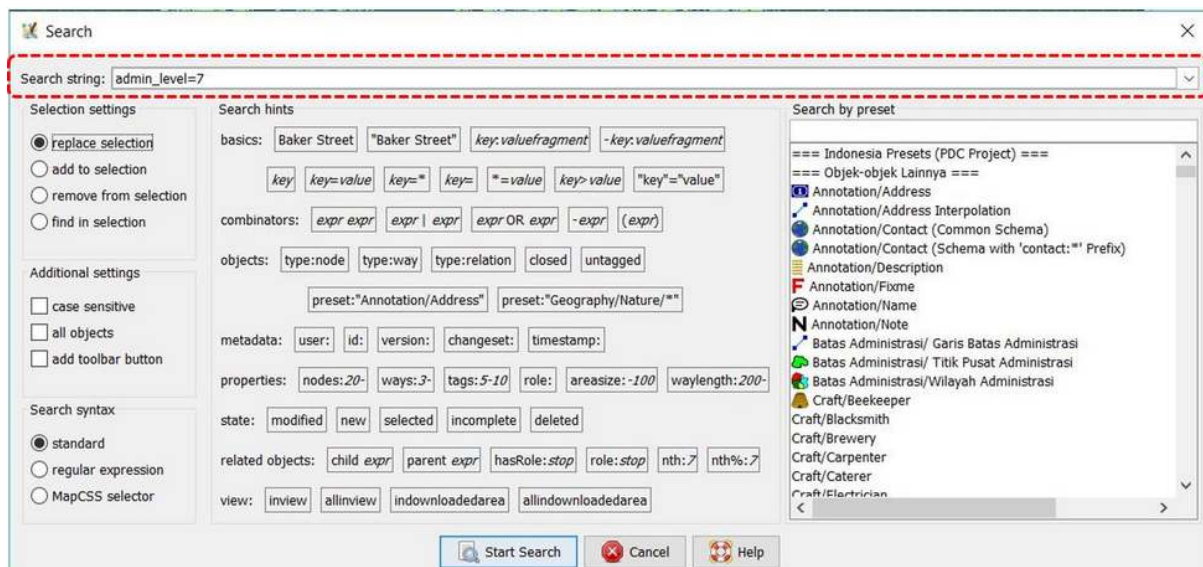 Search
Search string: admin_level=7
Selection settings
replace selection
add to selection
remove from selection
find in selection
Additional settings
case sensitive
all objects
add toolbar button
Search syntax
standard
regular expression
MapCSS selector
Search hints
basics: Baker Street "Baker Street" key:valuefragment -key:valuefragment
key key=value key=* key= *=value key>value "key"="value"
combinators: expr expr expr | expr expr OR expr -expr (expr)
objects: type:node type:way type:relation closed untagged
preset:"Annotation/Address" preset:"Geography/Nature/*"
metadata: user: id: version: changeset: timestamp:
properties: nodes:20- ways:3- tags:5-10 role: areasize:-100 waylength:200-
state: modified new selected incomplete deleted
related objects: child expr parent expr hasRole:stop role:stop nth:7 nth%:7
view: inview allinview indownloadedarea allindownloadedarea
Search by preset
=== Indonesia Presets (PDC Project) ===
=== Objek-objek Lainnya ===
Annotation/Address
Annotation/Address Interpolation
Annotation/Contact (Common Schema)
Annotation/Contact (Schema with 'contact:*' Prefix)
Annotation/Description
Annotation/Fixme
Annotation/Name
Annotation/Note
Batas Administrasi/ Garis Batas Administrasi
Batas Administrasi/ Titik Pusat Administrasi
Batas Administrasi/Wilayah Administrasi
Craft/Beekeeper
Craft/Blacksmith
Craft/Brewery
Craft/Carpenter
Craft/Caterer
Craft/Electrician
Start Search Cancel Help